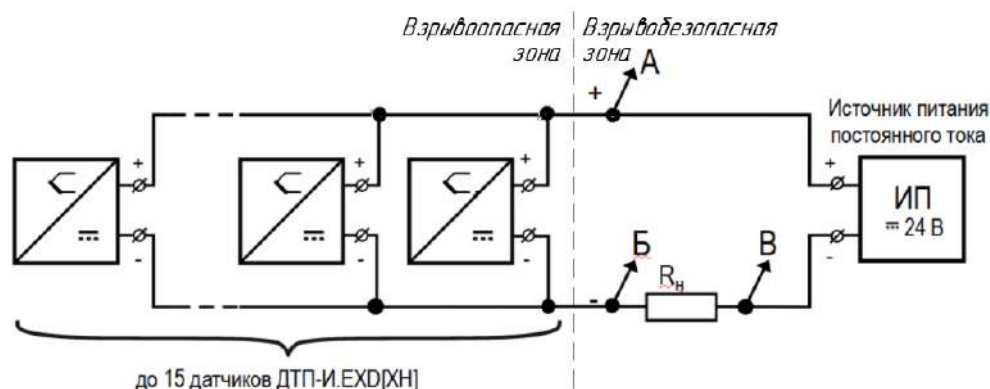 Взрывоопасная
зона
Взрывобезопасная
зона
А
+
Источник питания
постоянного тока
+
+
+
+
ИП
= 24 В
-
-
-
-
Б
В
-
Rн
до 15 датчиков ДТП-И.EXD[XH]